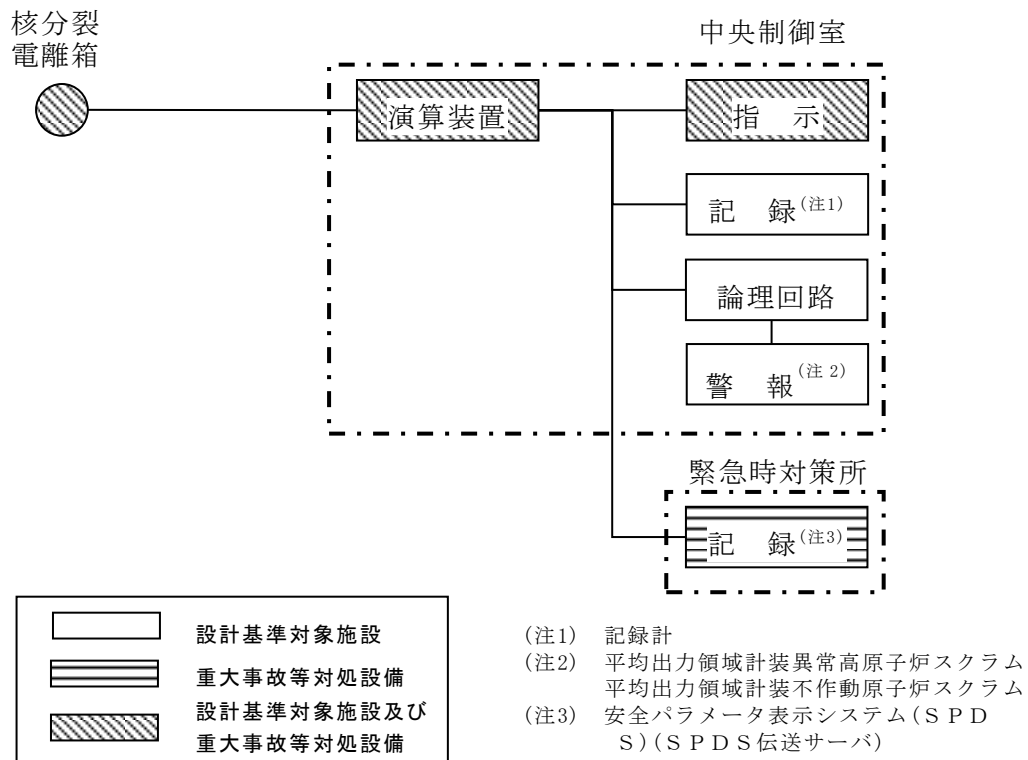 核分裂
電離箱
中央制御室
演算装置
指　示
記　録(注1)
論理回路
警　報(注 2)
緊急時対策所
記　録(注3)
設計基準対象施設
重大事故等対処設備
設計基準対象施設及び
重大事故等対処設備
(注1)　記録計
(注2)　平均出力領域計装異常高原子炉スクラム
平均出力領域計装不作動原子炉スクラム
(注3)　安全パラメータ表示システム(ＳＰＤ
Ｓ)(ＳＰＤＳ伝送サーバ)